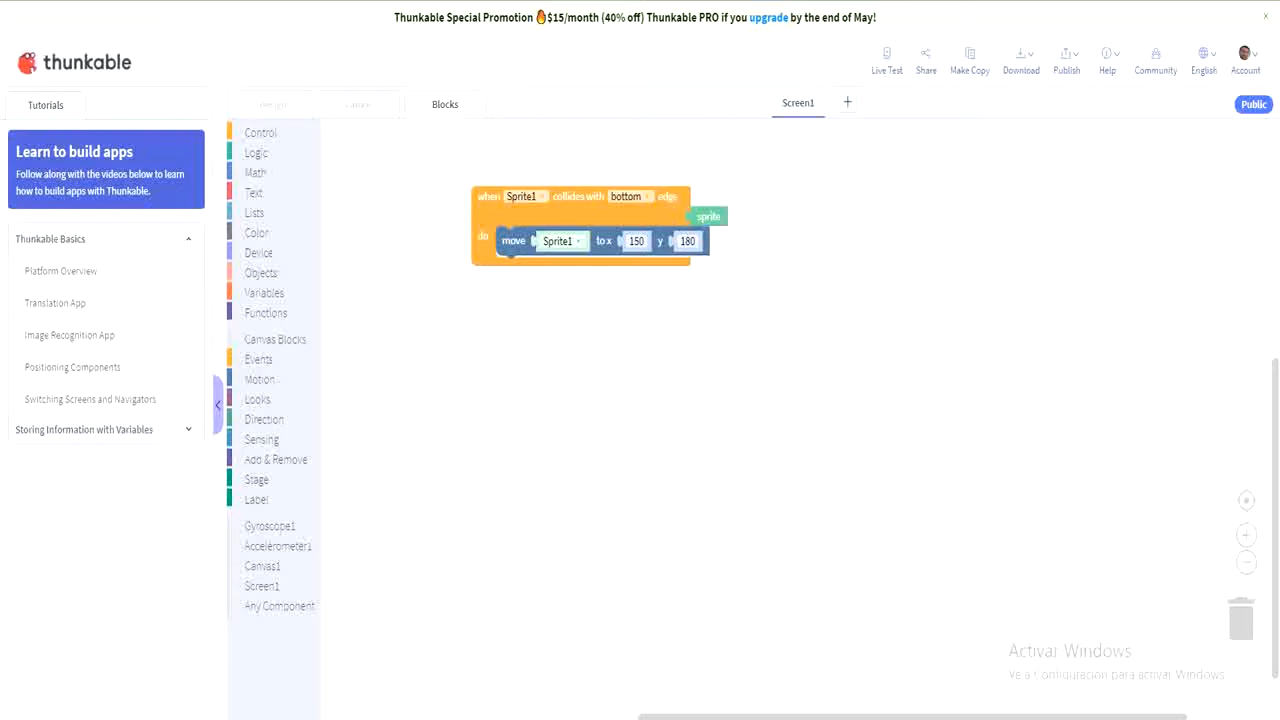 Thunkable Special Promotion 🔥$15/month (40% off) Thunkable PRO if you upgrade by the end of May!
x
thunkable
Live Test
Share
Make Copy
Download
Publish
Help
Community
English
Account
Tutorials
Blocks
Screen1
+
Public
Learn to build apps
Follow along with the videos below to learn
how to build apps with Thunkable.
Thunkable Basics
Platform Overview
Translation App
Image Recognition App
Positioning Components
Switching Screens and Navigators
Storing Information with Variables
Control
Logic
Math
Text
Lists
Color
Device
Objects
Variables
Functions
Canvas Blocks
Events
Motion
Looks
Direction
Sensing
Add & Remove
Stage
Label
Gyroscope1
Accelerometer1
Canvas1
Screen1
Any Component
when Sprite1 collides with bottom edge
sprite
do move Sprite1 to x 150 y 180
Activar Windows
Ve a Configuración para activar Windows.